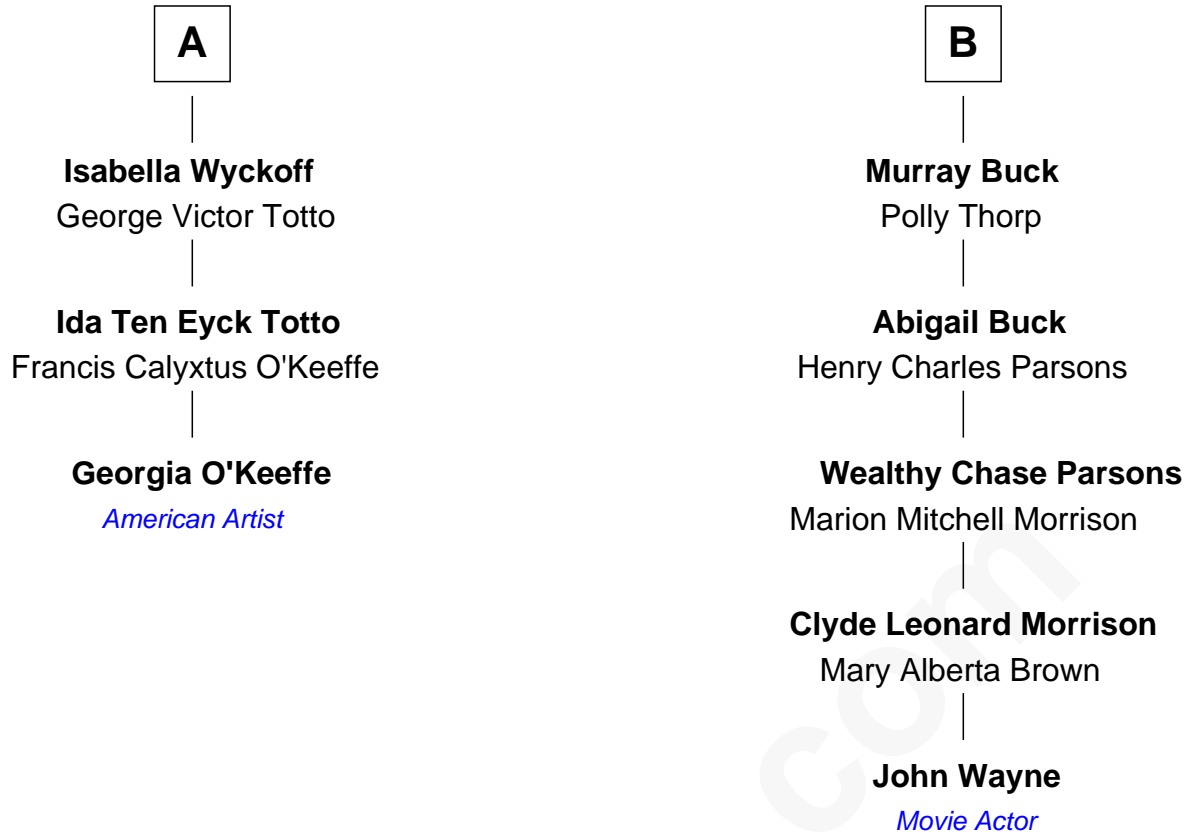 A
Isabella Wyckoff
George Victor Totto
Ida Ten Eyck Totto
Francis Calyxtus O'Keeffe
Georgia O'Keeffe
American Artist
B
Murray Buck
Polly Thorp
Abigail Buck
Henry Charles Parsons
Wealthy Chase Parsons
Marion Mitchell Morrison
Clyde Leonard Morrison
Mary Alberta Brown
John Wayne
Movie Actor
com